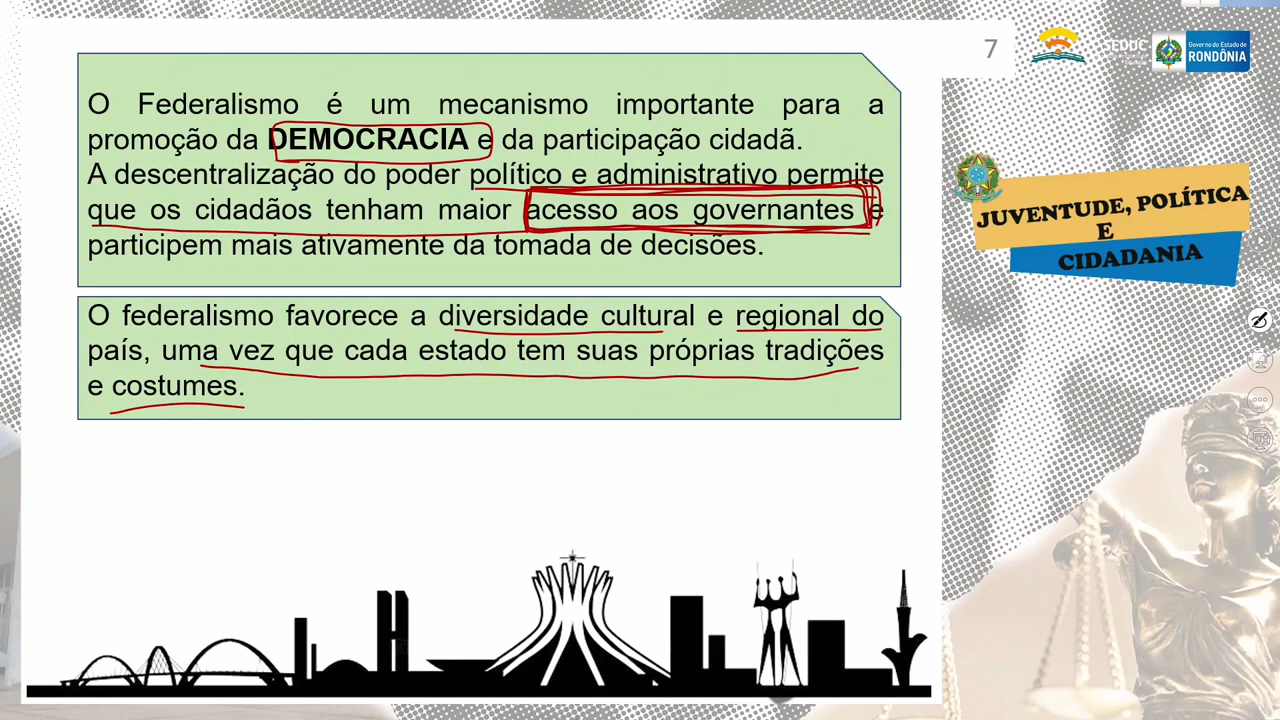 7
SEDUC
Governo do Estado de
RONDÔNIA
O Federalismo é um mecanismo importante para a
promoção da DEMOCRACIA e da participação cidadã.
A descentralização do poder político e administrativo permite
que os cidadãos tenham maior acesso aos governantes e
participem mais ativamente da tomada de decisões.
JUVENTUDE, POLÍTICA
E
CIDADANIA
O federalismo favorece a diversidade cultural e regional do
país, uma vez que cada estado tem suas próprias tradições
e costumes.